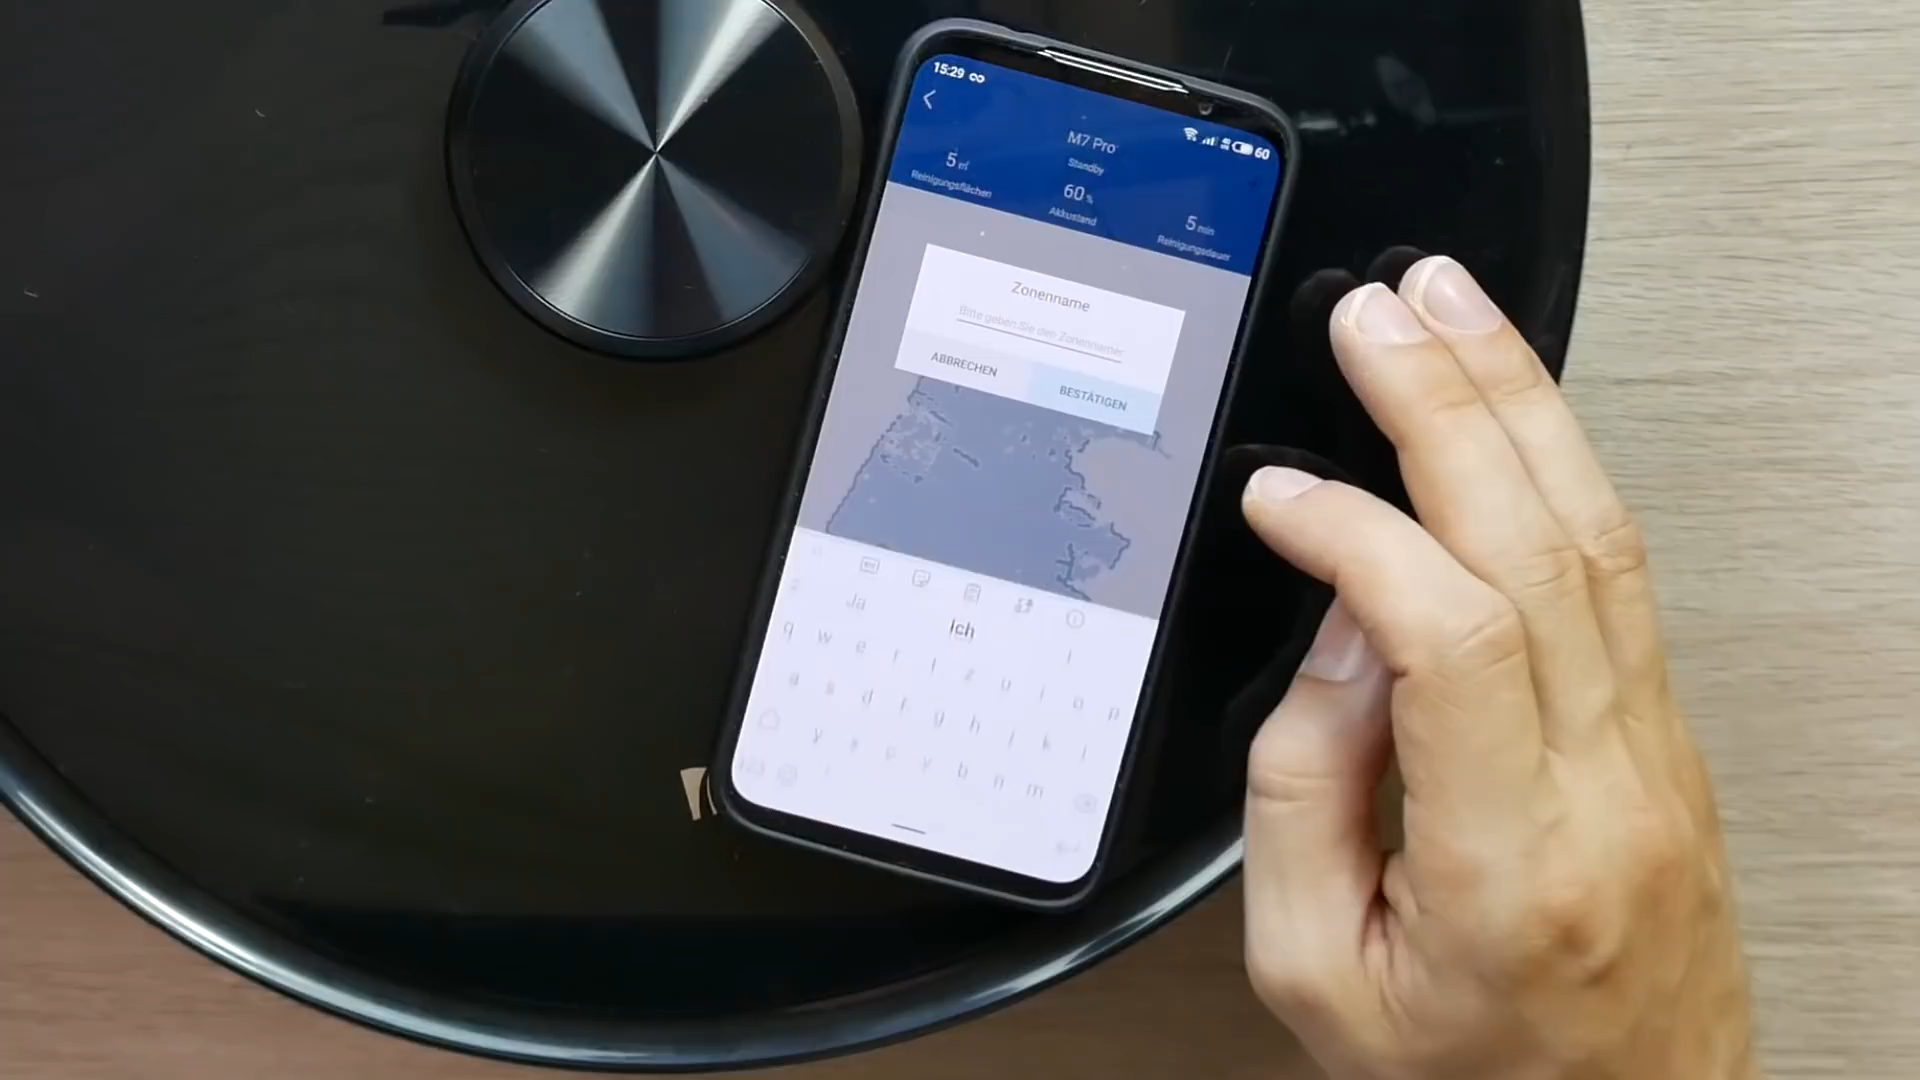 15:29
60
M7 Pro
Standby
5 m²
Reinigungsflächen
60 %
Akkustand
5 min
Reinigungsdauer
Zonenname
Bitte geben Sie den Zonennamen
ABBRECHEN
BESTÄTIGEN
Ja
ich
q w e r t z u i o p
a s d f g h j k l
y x c v b n m